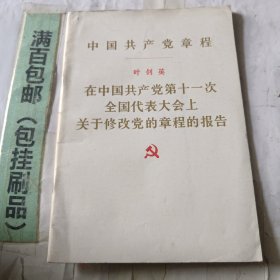 满百包邮（包挂刷品）
中国共产党章程
叶剑英
在中国共产党第十一次
全国代表大会上
关于修改党的章程的报告